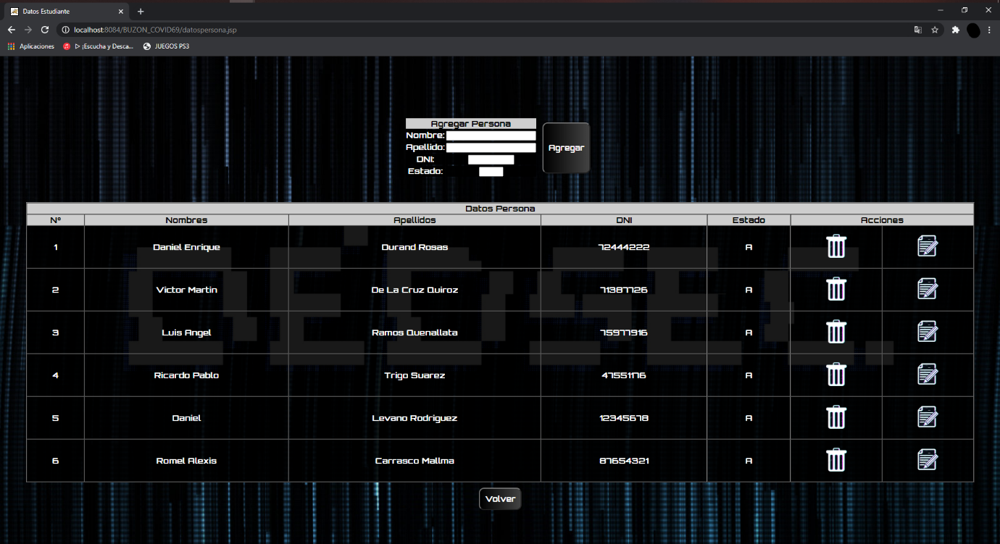 Datos Estudiante
localhost:8084/BUZON_COVID69/datospersona.jsp
Aplicaciones ▷ ¡Escucha y Desca... JUEGOS PS3
Agregar Persona
Nombre:
Apellido:
DNI:
Estado:
Agregar
Datos Persona
N° Nombres Apellidos DNI Estado Acciones
1 Daniel Enrique Durand Rosas 72444222 A
2 Victor Martin De La Cruz Quiroz 71387726 A
3 Luis Angel Ramos Quenallata 75977916 A
4 Ricardo Pablo Trigo Suarez 47551176 A
5 Daniel Levano Rodriguez 12345678 A
6 Romel Alexis Carrasco Mallma 87654321 A
Volver